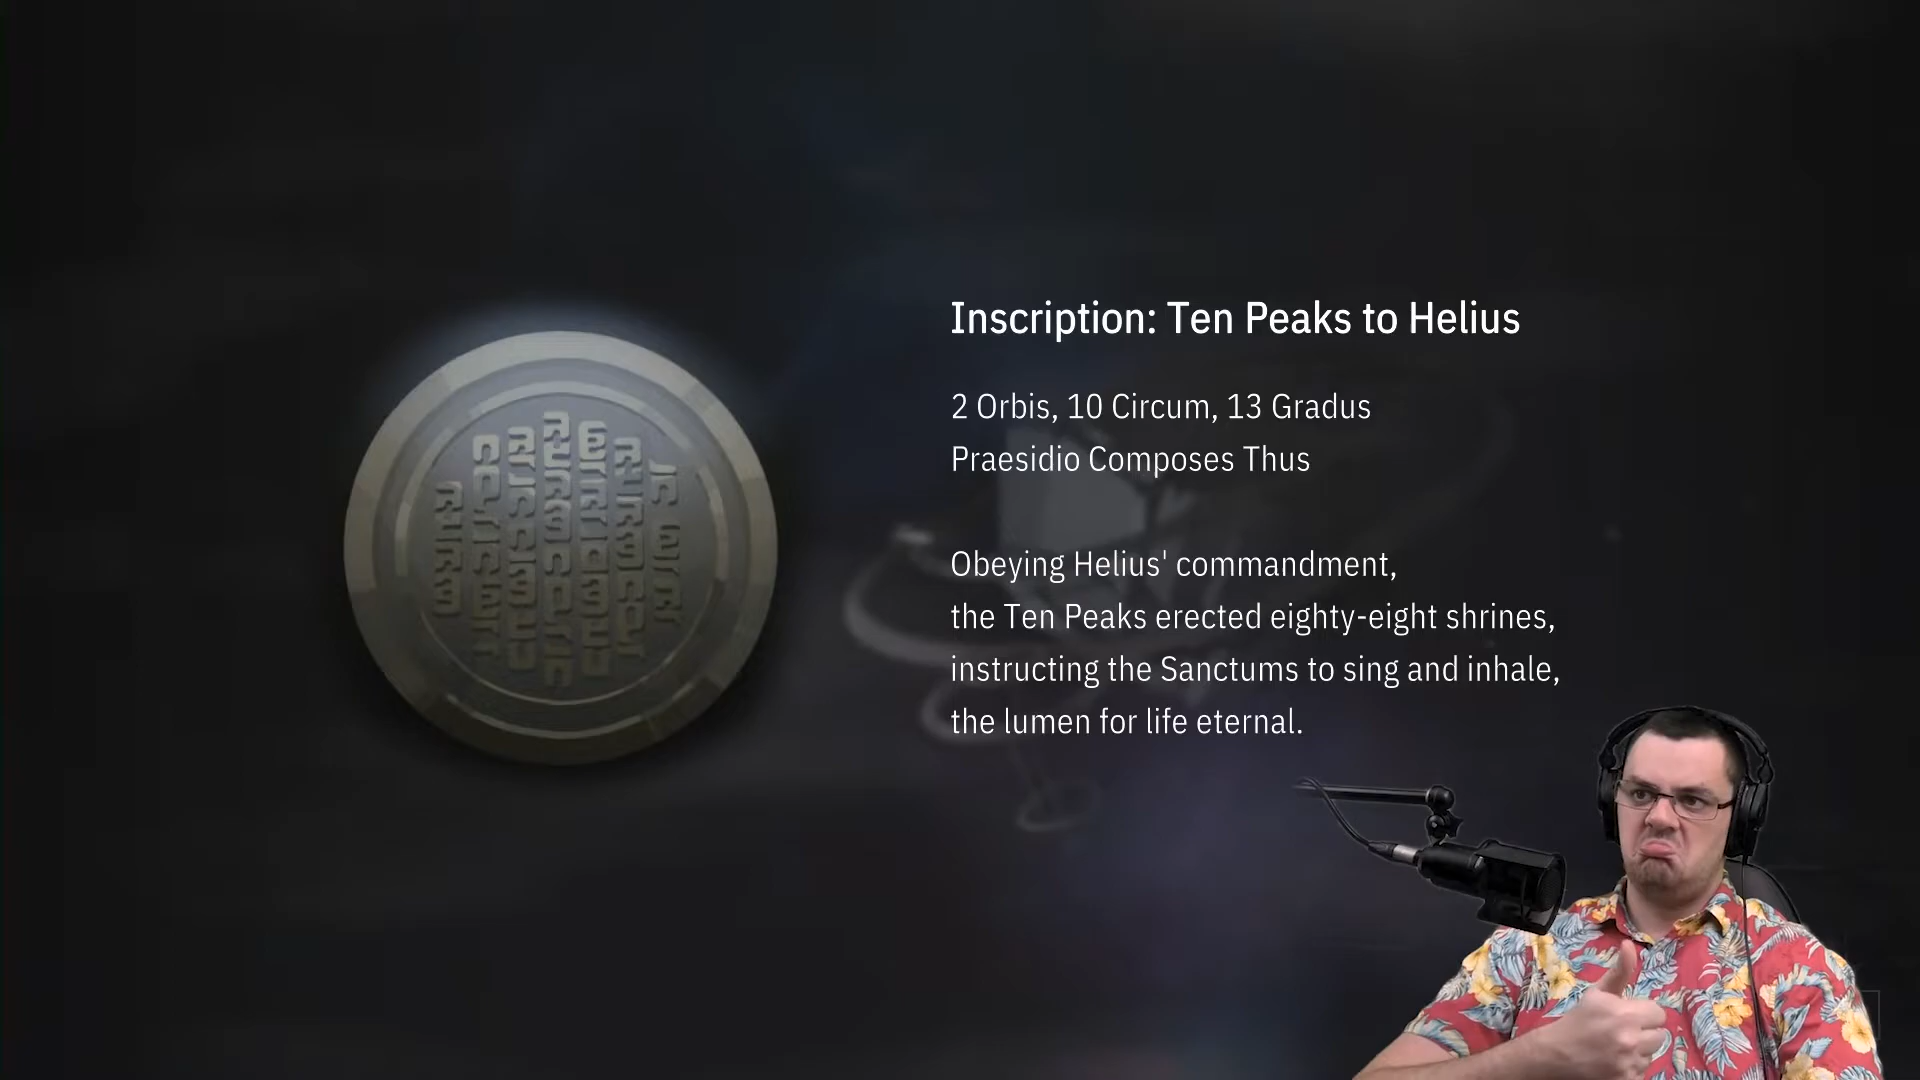 Inscription: Ten Peaks to Helius
2 Orbis, 10 Circum, 13 Gradus
Praesidio Composes Thus
Obeying Helius' commandment,
the Ten Peaks erected eighty-eight shrines,
instructing the Sanctums to sing and inhale,
the lumen for life eternal.